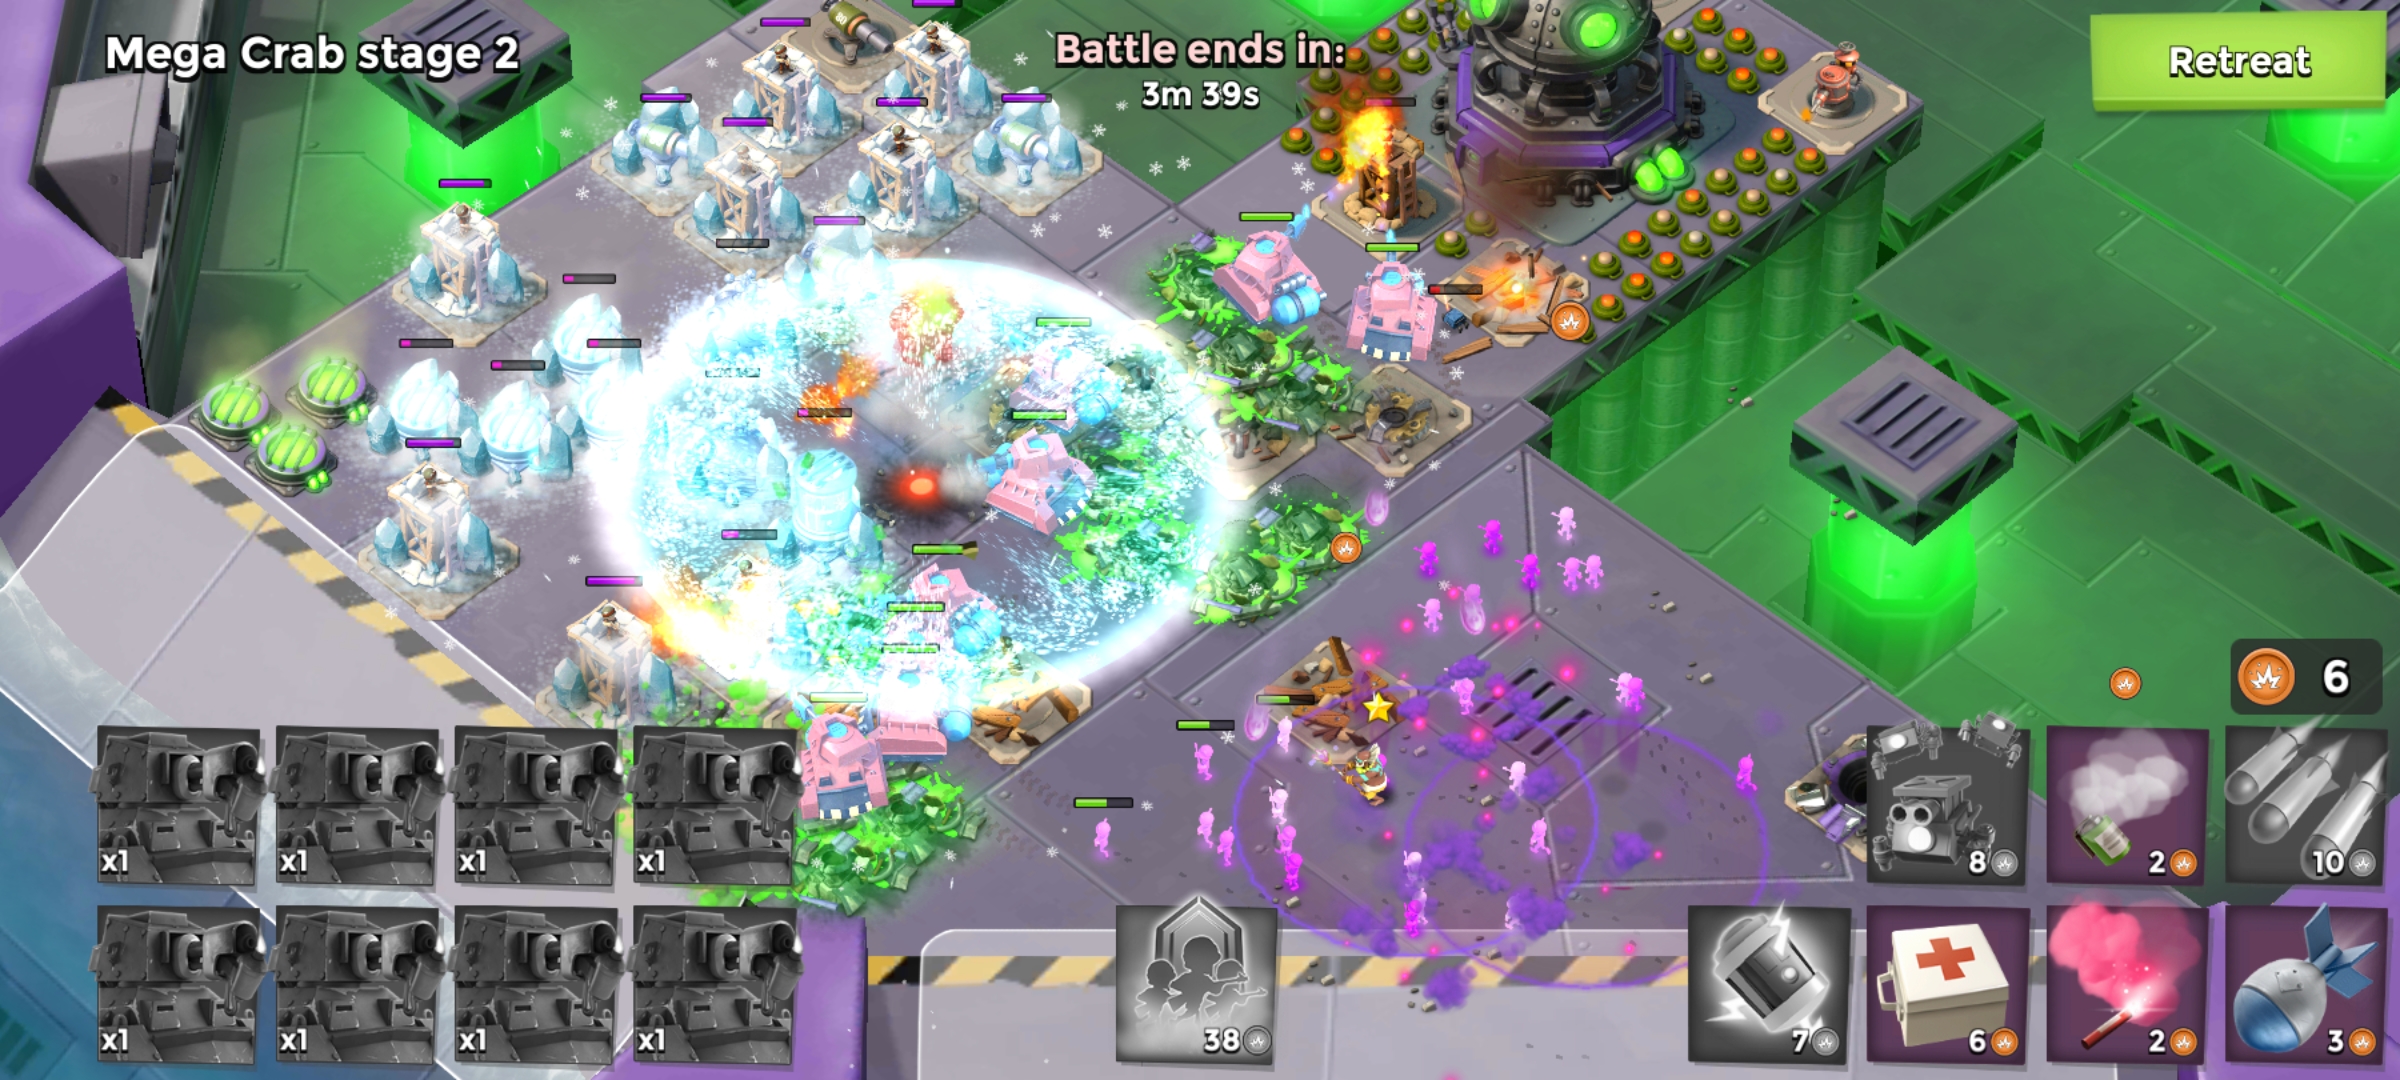 Mega Crab stage 2
Battle ends in:
3m 39s
Retreat
6
x1
x1
x1
x1
8
2
10
x1
x1
x1
x1
38
7
6
2
3